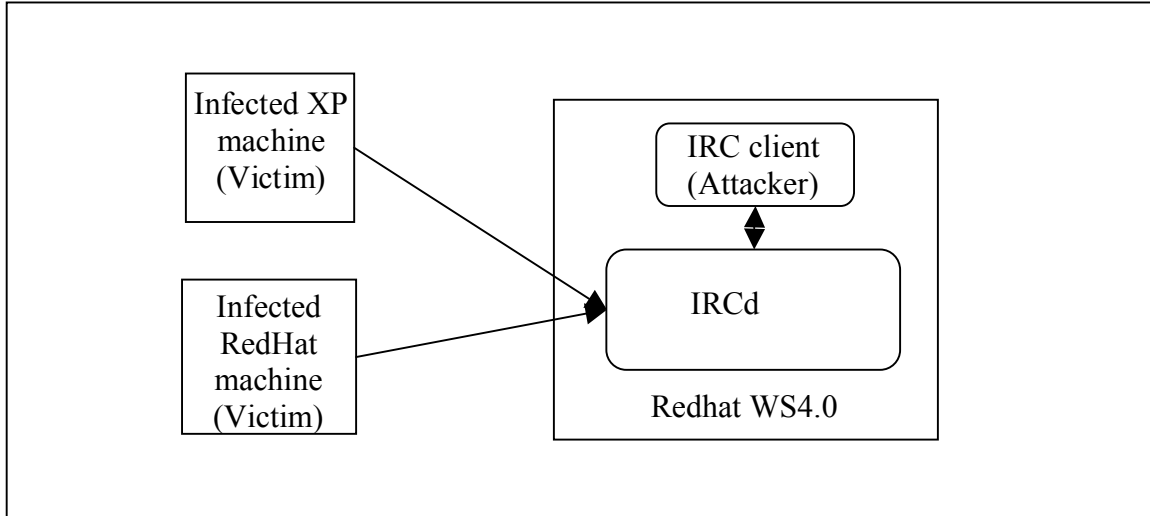 Infected XP
machine
(Victim)
Infected
RedHat
machine
(Victim)
IRC client
(Attacker)
IRCd
Redhat WS4.0